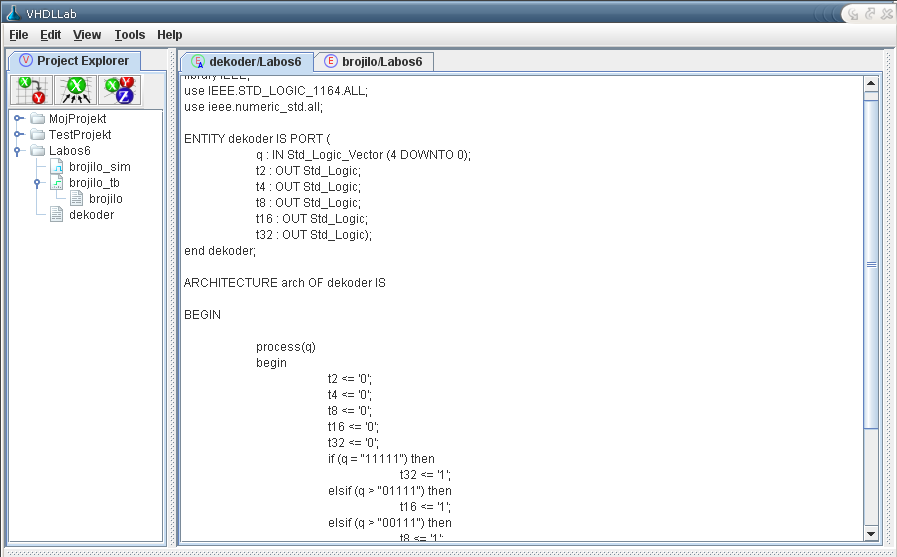 VHDLLab
File Edit View Tools Help
Project Explorer
MojProjekt
TestProjekt
Labos6
brojilo_sim
brojilo_tb
brojilo
dekoder
dekoder/Labos6
brojilo/Labos6
library IEEE;
use IEEE.STD_LOGIC_1164.ALL;
use ieee.numeric_std.all;
ENTITY dekoder IS PORT (
q : IN Std_Logic_Vector (4 DOWNTO 0);
t2 : OUT Std_Logic;
t4 : OUT Std_Logic;
t8 : OUT Std_Logic;
t16 : OUT Std_Logic;
t32 : OUT Std_Logic);
end dekoder;
ARCHITECTURE arch OF dekoder IS
BEGIN
process(q)
begin
t2 <= '0';
t4 <= '0';
t8 <= '0';
t16 <= '0';
t32 <= '0';
if (q = "11111") then
t32 <= '1';
elsif (q > "01111") then
t16 <= '1';
elsif (q > "00111") then
t8 <= '1';